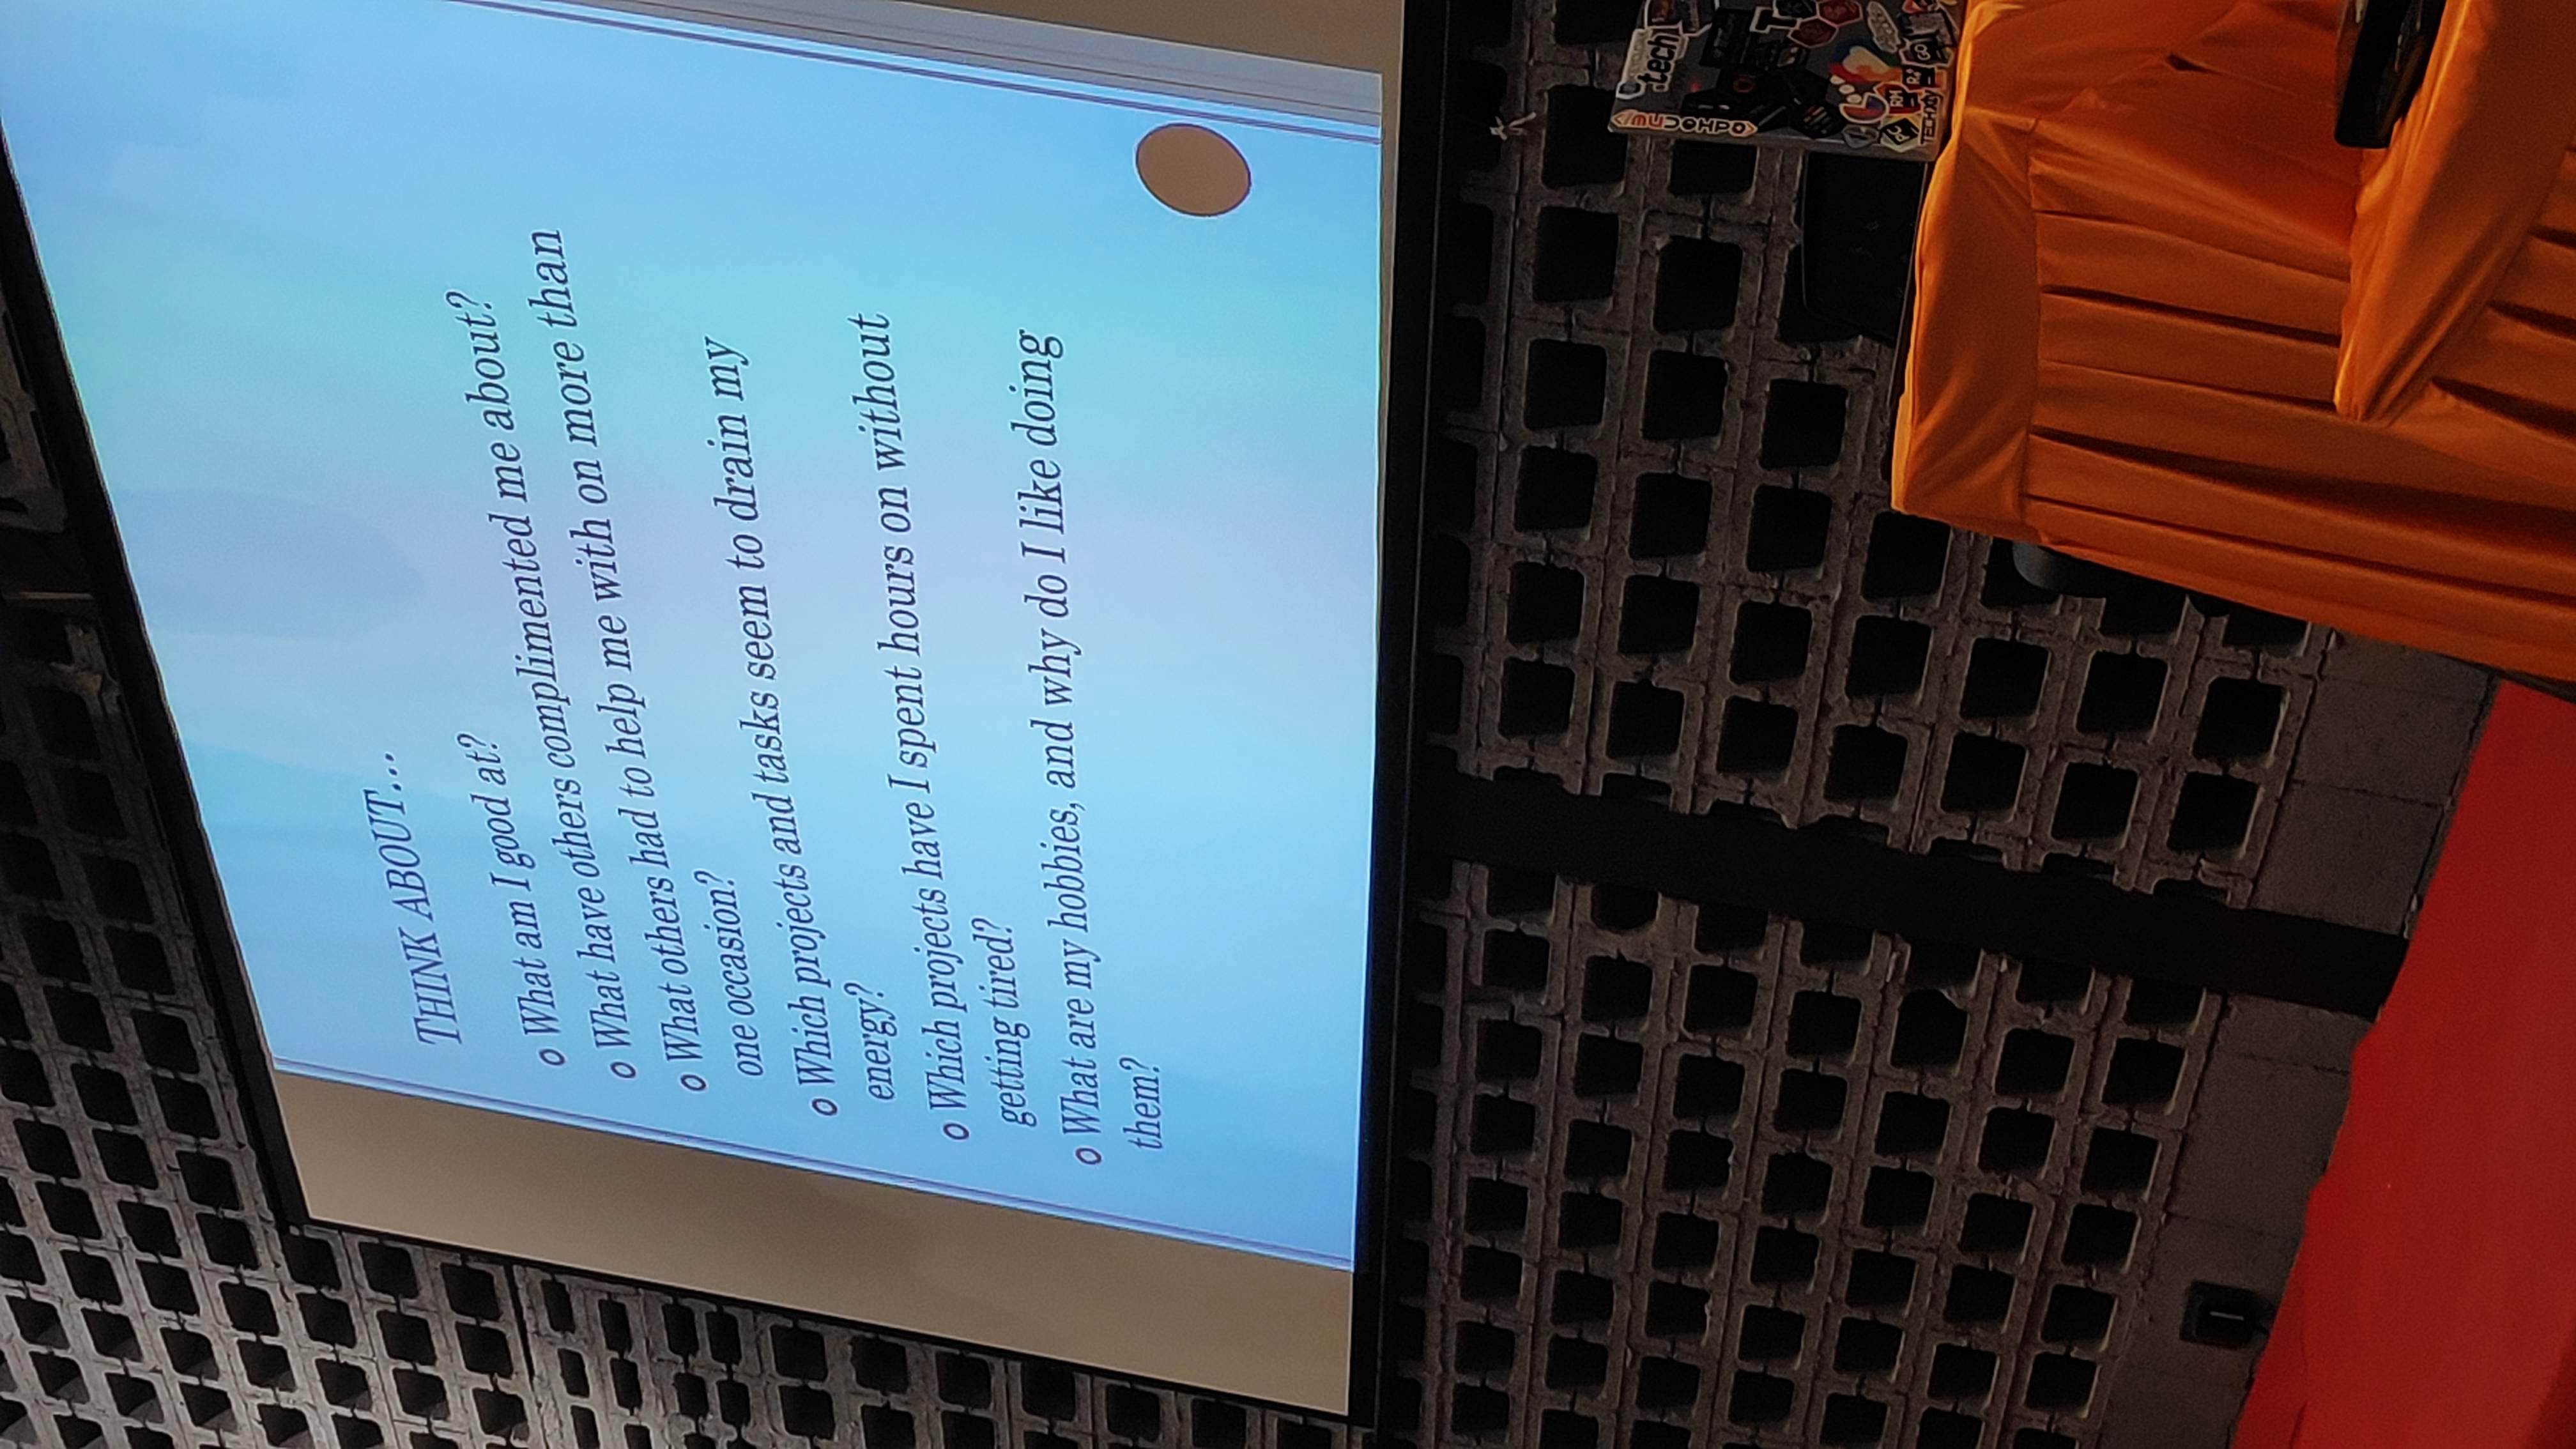 THINK ABOUT...
o What am I good at?
o What have others complimented me about?
o What others had to help me with on more than
one occasion?
o Which projects and tasks seem to drain my
energy?
o Which projects have I spent hours on without
getting tired?
o What are my hobbies, and why do I like doing
them?
tech
RM
GO